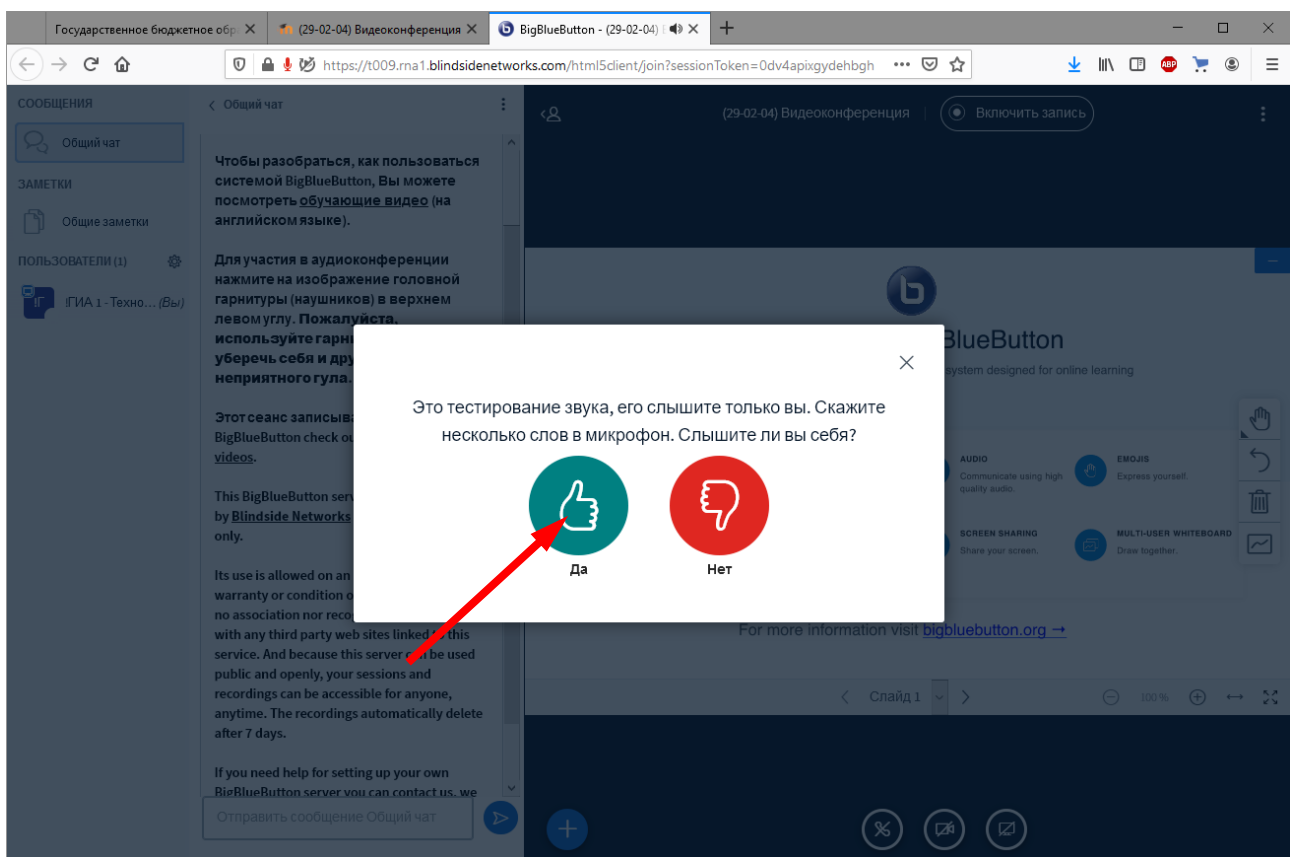 Государственное бюджетное обр
(29-02-04) Видеоконференция
BigBlueButton - (29-02-04)
https://t009.rna1.blindsidenetworks.com/html5client/join?sessionToken=0dv4apixgydehbgh
ABP
СООБЩЕНИЯ
Общий чат
ЗАМЕТКИ
Общие заметки
ПОЛЬЗОВАТЕЛИ (1)
!Г
!ГИА 1 - Техно... (Вы)
Общий чат
Чтобы разобраться, как пользоваться
системой BigBlueButton, Вы можете
посмотреть обучающие видео (на
английском языке).
Для участия в аудиоконференции
нажмите на изображение головной
гарнитуры (наушников) в верхнем
левом углу. Пожалуйста,
используйте
уберечь себя и
неприятного гула.
Этот сеанс
BigBlueButton check
videos.
This BigBlueButton
by Blindside Networks
only.
Its use is allowed on an
warranty or condition
no association nor
with any third party web sites linked to this
service. And because this server can be used
public and openly, your sessions and
recordings can be accessible for anyone,
anytime. The recordings automatically delete
after 7 days.
If you need help for setting up your own
BigBlueButton server you can contact us, we
Отправить сообщение Общий чат
(29-02-04) Видеоконференция
Включить запись
b
BlueButton
system designed for online learning
AUDIO
Communicate using high
quality audio.
EMOJIS
Express yourself.
SCREEN SHARING
Share your screen.
MULTI-USER WHITEBOARD
Draw together.
For more information visit bigbluebutton.org →
Слайд 1
100 %
Это тестирование звука, его слышите только вы. Скажите
несколько слов в микрофон. Слышите ли вы себя?
Да
Нет